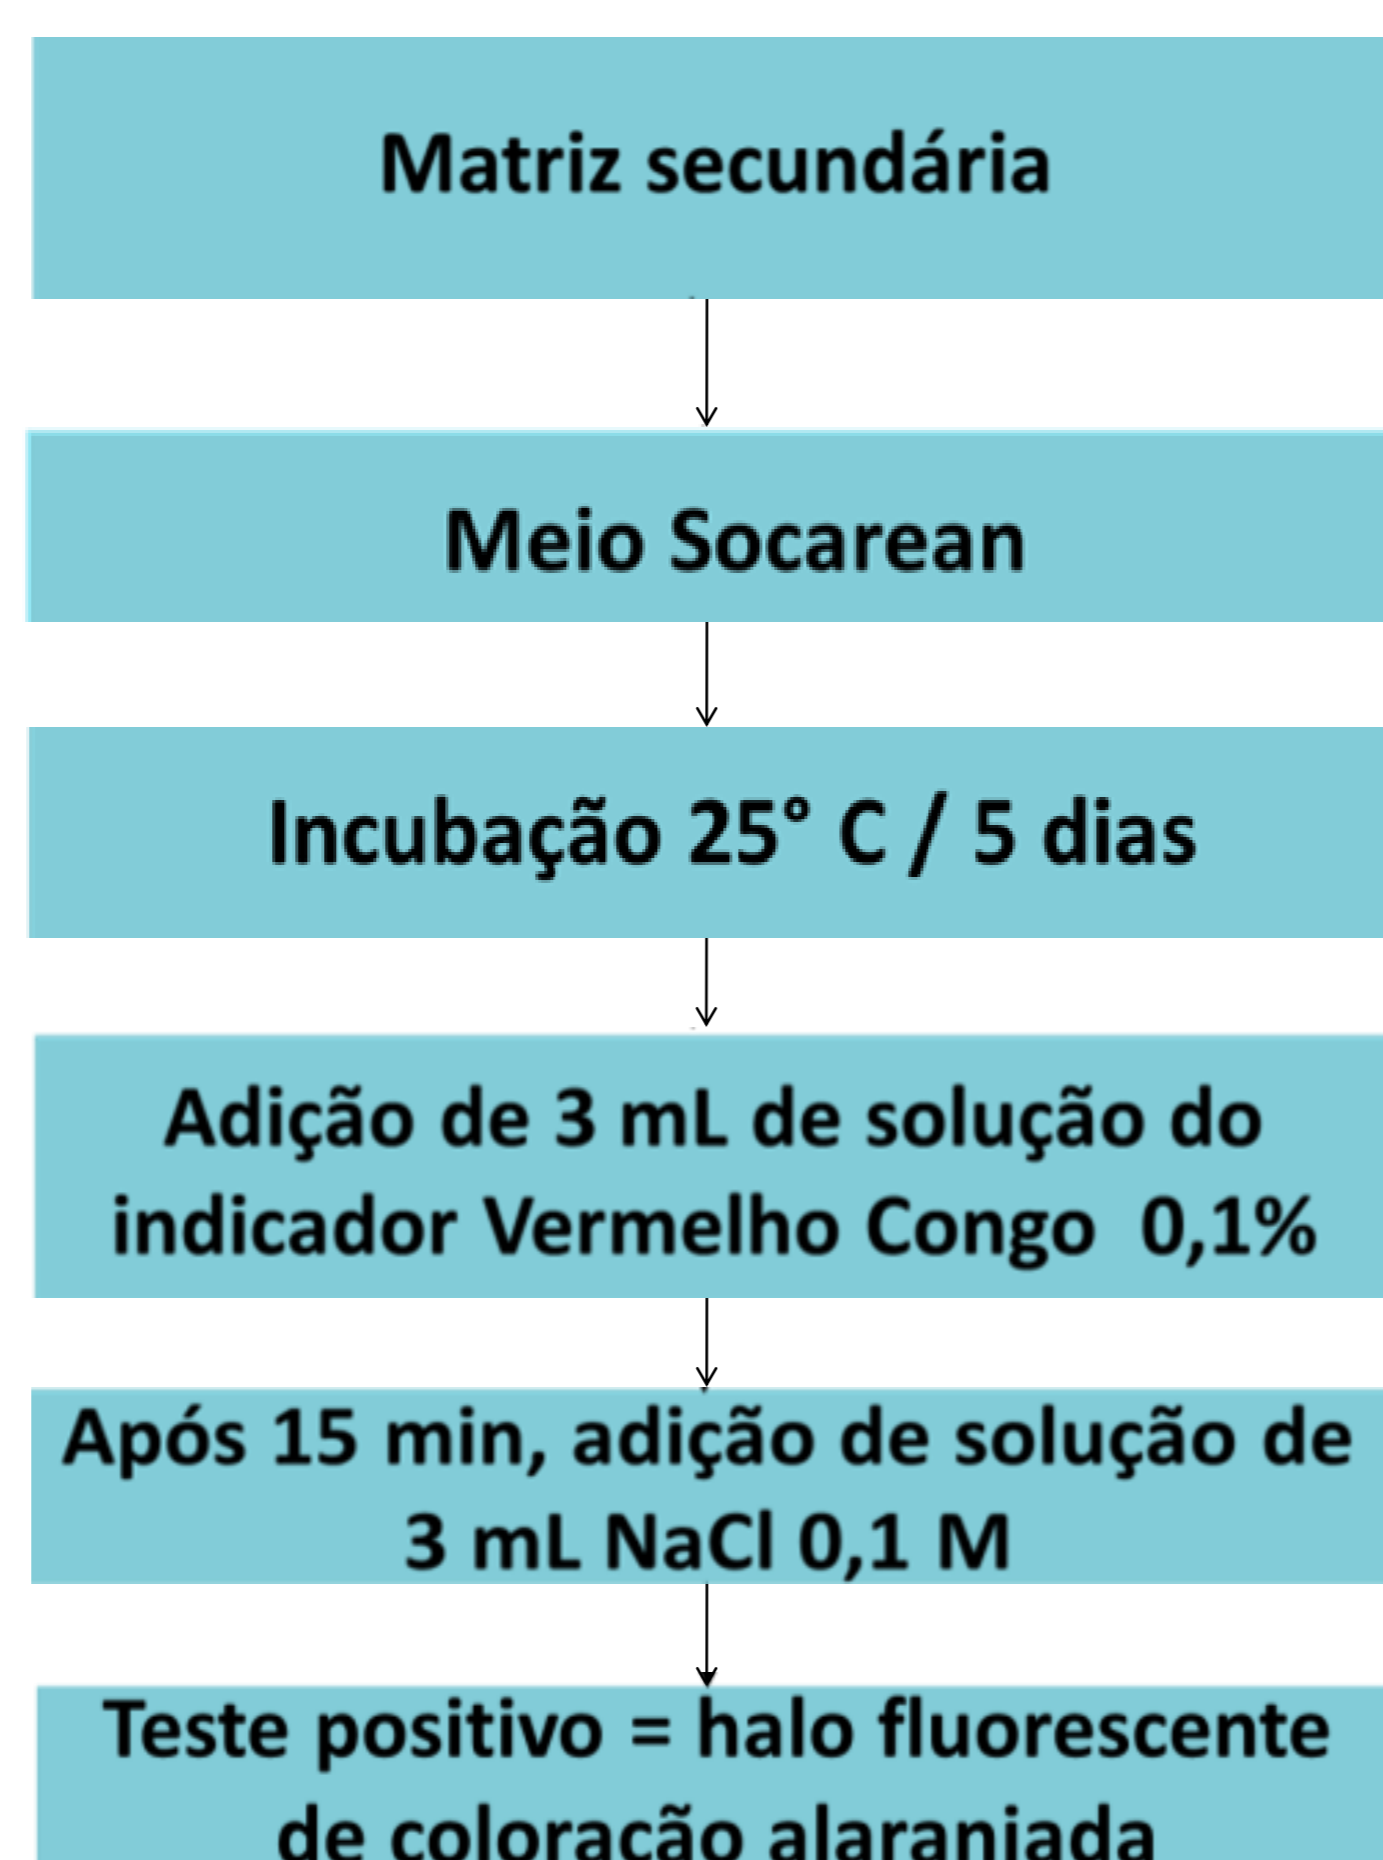 Matriz secundária
Meio Socarean
Incubação 25° C / 5 dias
Adição de 3 mL de solução do
indicador Vermelho Congo 0,1%
Após 15 min, adição de solução de
3 mL NaCl 0,1 M
Teste positivo = halo fluorescente
de coloração alaranjada